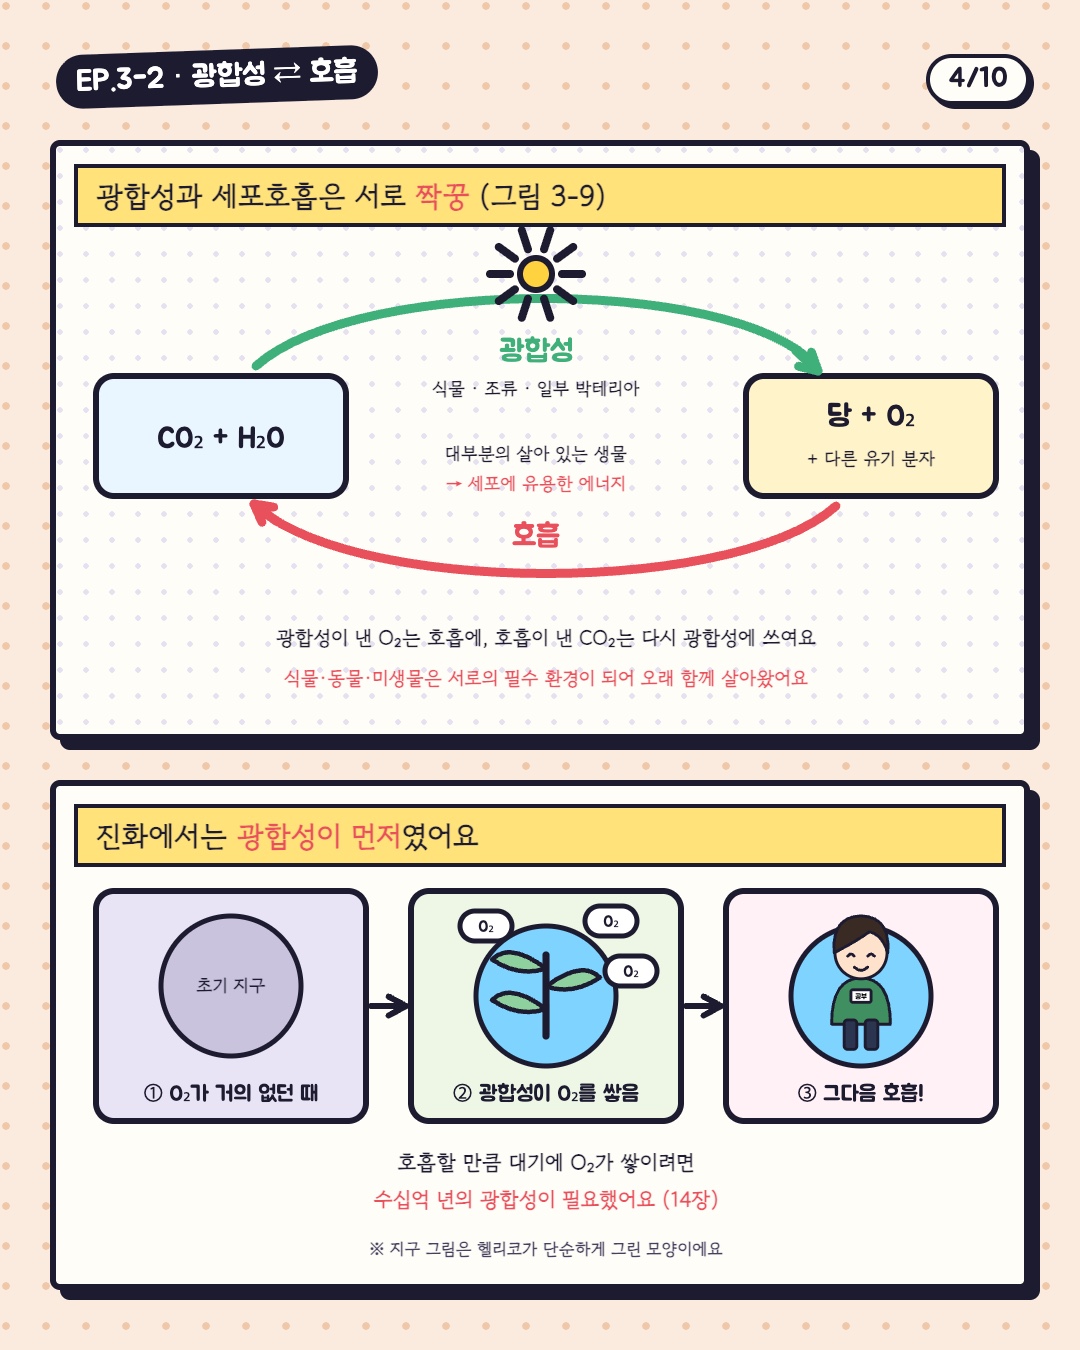 EP.3-2 · 광합성 ⇄ 호흡
4/10
광합성과 세포호흡은 서로 짝꿍 (그림 3-9)
광합성
식물 · 조류 · 일부 박테리아
CO₂ + H₂O
당 + O₂
+ 다른 유기 분자
대부분의 살아 있는 생물
→ 세포에 유용한 에너지
호흡
광합성이 낸 O₂는 호흡에, 호흡이 낸 CO₂는 다시 광합성에 쓰여요
식물·동물·미생물은 서로의 필수 환경이 되어 오래 함께 살아왔어요
진화에서는 광합성이 먼저였어요
초기 지구
① O₂가 거의 없던 때
O₂
O₂
O₂
② 광합성이 O₂를 쌓음
공부
③ 그다음 호흡!
호흡할 만큼 대기에 O₂가 쌓이려면
수십억 년의 광합성이 필요했어요 (14장)
※ 지구 그림은 헬리코가 단순하게 그린 모양이에요